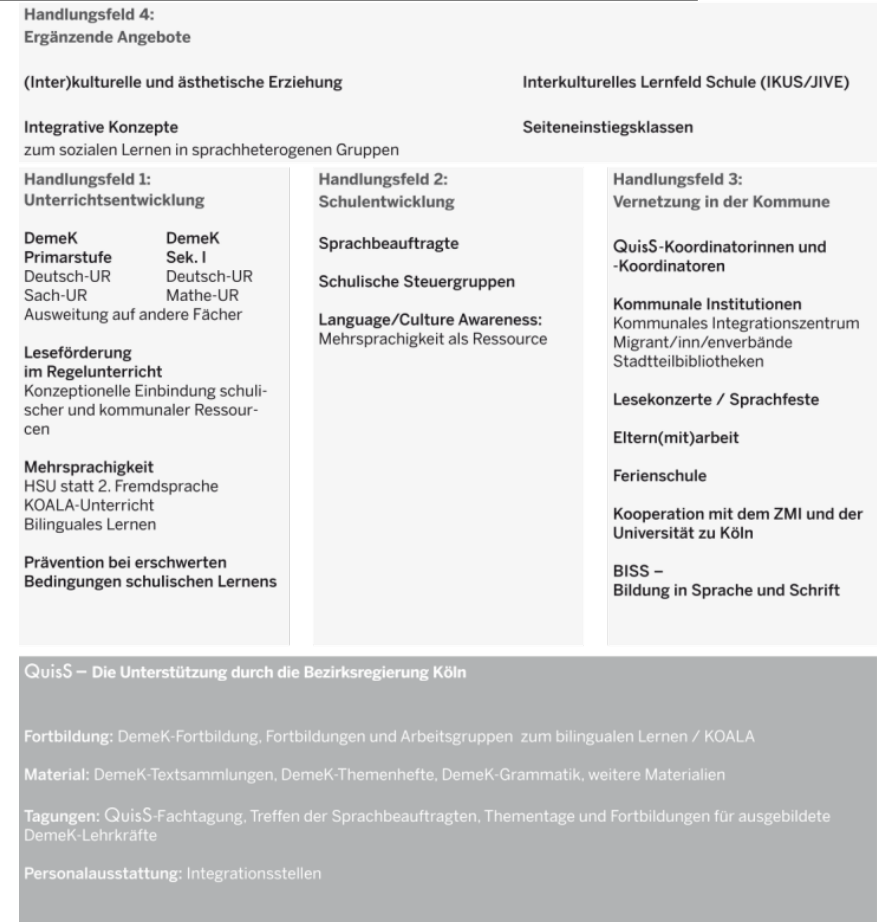 Handlungsfeld 4:
Ergänzende Angebote
(Inter)kulturelle und ästhetische Erziehung
Interkulturelles Lernfeld Schule (IKUS/JIVE)
Integrative Konzepte
zum sozialen Lernen in sprachheterogenen Gruppen
Seiteneinstiegsklassen
Handlungsfeld 1:
Unterrichtsentwicklung
DemeK
Primarstufe
Deutsch-UR
Sach-UR
DemeK
Sek. I
Deutsch-UR
Mathe-UR
Ausweitung auf andere Fächer
Leseförderung
im Regelunterricht
Konzeptionelle Einbindung schuli-
scher und kommunaler Ressour-
cen
Mehrsprachigkeit
HSU statt 2. Fremdsprache
KOALA-Unterricht
Bilinguales Lernen
Prävention bei erschwerten
Bedingungen schulischen Lernens
Handlungsfeld 2:
Schulentwicklung
Sprachbeauftragte
Schulische Steuergruppen
Language/Culture Awareness:
Mehrsprachigkeit als Ressource
Handlungsfeld 3:
Vernetzung in der Kommune
QuisS-Koordinatorinnen und
-Koordinatoren
Kommunale Institutionen
Kommunales Integrationszentrum
Migrant/inn/enverbände
Stadtteilbibliotheken
Lesekonzerte / Sprachfeste
Eltern(mit)arbeit
Ferienschule
Kooperation mit dem ZMI und der
Universität zu Köln
BISS –
Bildung in Sprache und Schrift
QuisS – Die Unterstützung durch die Bezirksregierung Köln
Fortbildung: DemeK-Fortbildung, Fortbildungen und Arbeitsgruppen zum bilingualen Lernen / KOALA
Material: DemeK-Textsammlungen, DemeK-Themenhefte, DemeK-Grammatik, weitere Materialien
Tagungen: QuisS-Fachtagung, Treffen der Sprachbeauftragten, Thementage und Fortbildungen für ausgebildete
DemeK-Lehrkräfte
Personalausstattung: Integrationsstellen